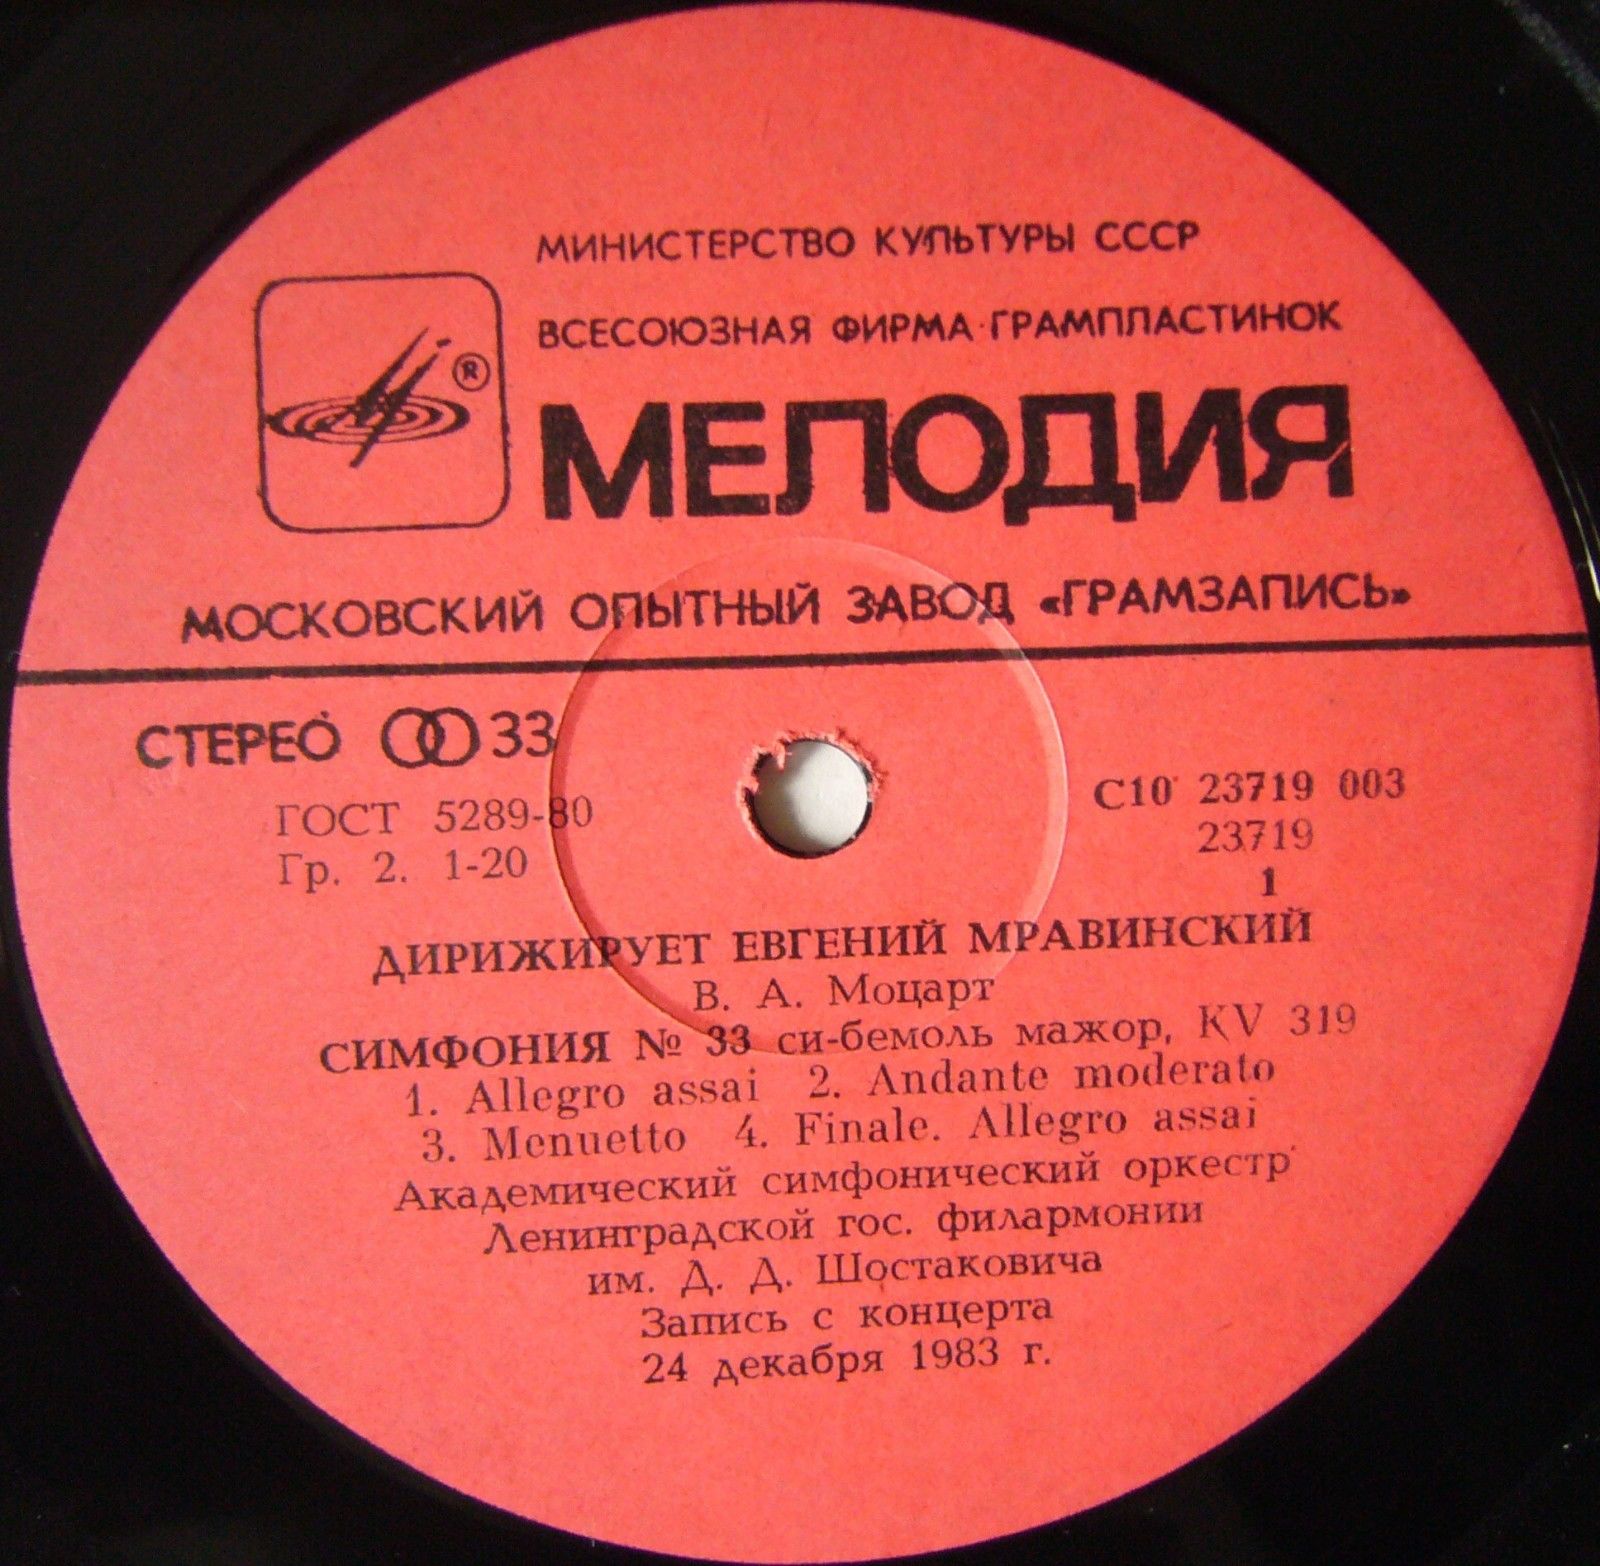 МИНИСТЕРСТВО КУЛЬТУРЫ СССР
ВСЕСОЮЗНАЯ ФИРМА ГРАМПЛАСТИНОК
®
МЕЛОДИЯ
МОСКОВСКИЙ ОПЫТНЫЙ ЗАВОД «ГРАМЗАПИСЬ»
СТЕРЕО 33
ГОСТ 5289-80
Гр. 2. 1-20
С10 23719 003
23719
1
ДИРИЖИРУЕТ ЕВГЕНИЙ МРАВИНСКИЙ
В. А. Моцарт
СИМФОНИЯ № 33 си-бемоль мажор, KV 319
1. Allegro assai 2. Andante moderato
3. Menuetto 4. Finale. Allegro assai
Академический симфонический оркестр
Ленинградской гос. филармонии
им. Д. Д. Шостаковича
Запись с концерта
24 декабря 1983 г.